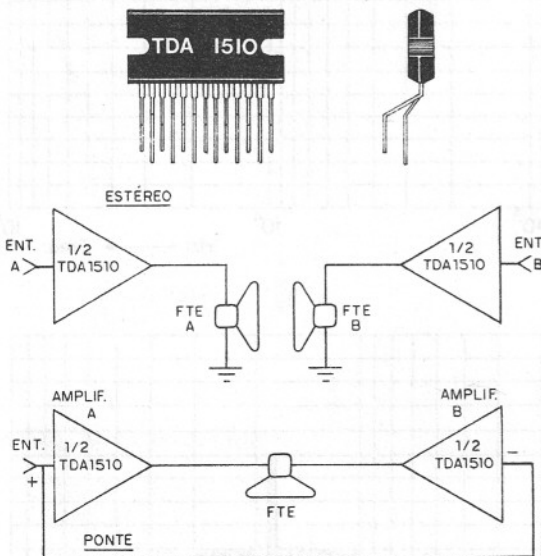 TDA 1510
ESTÉREO
ENT. A
1/2 TDA1510
FTE A
FTE B
1/2 TDA1510
ENT. B
AMPLIF. A
ENT.
+
1/2 TDA1510
FTE
AMPLIF. B
1/2 TDA1510
−
PONTE